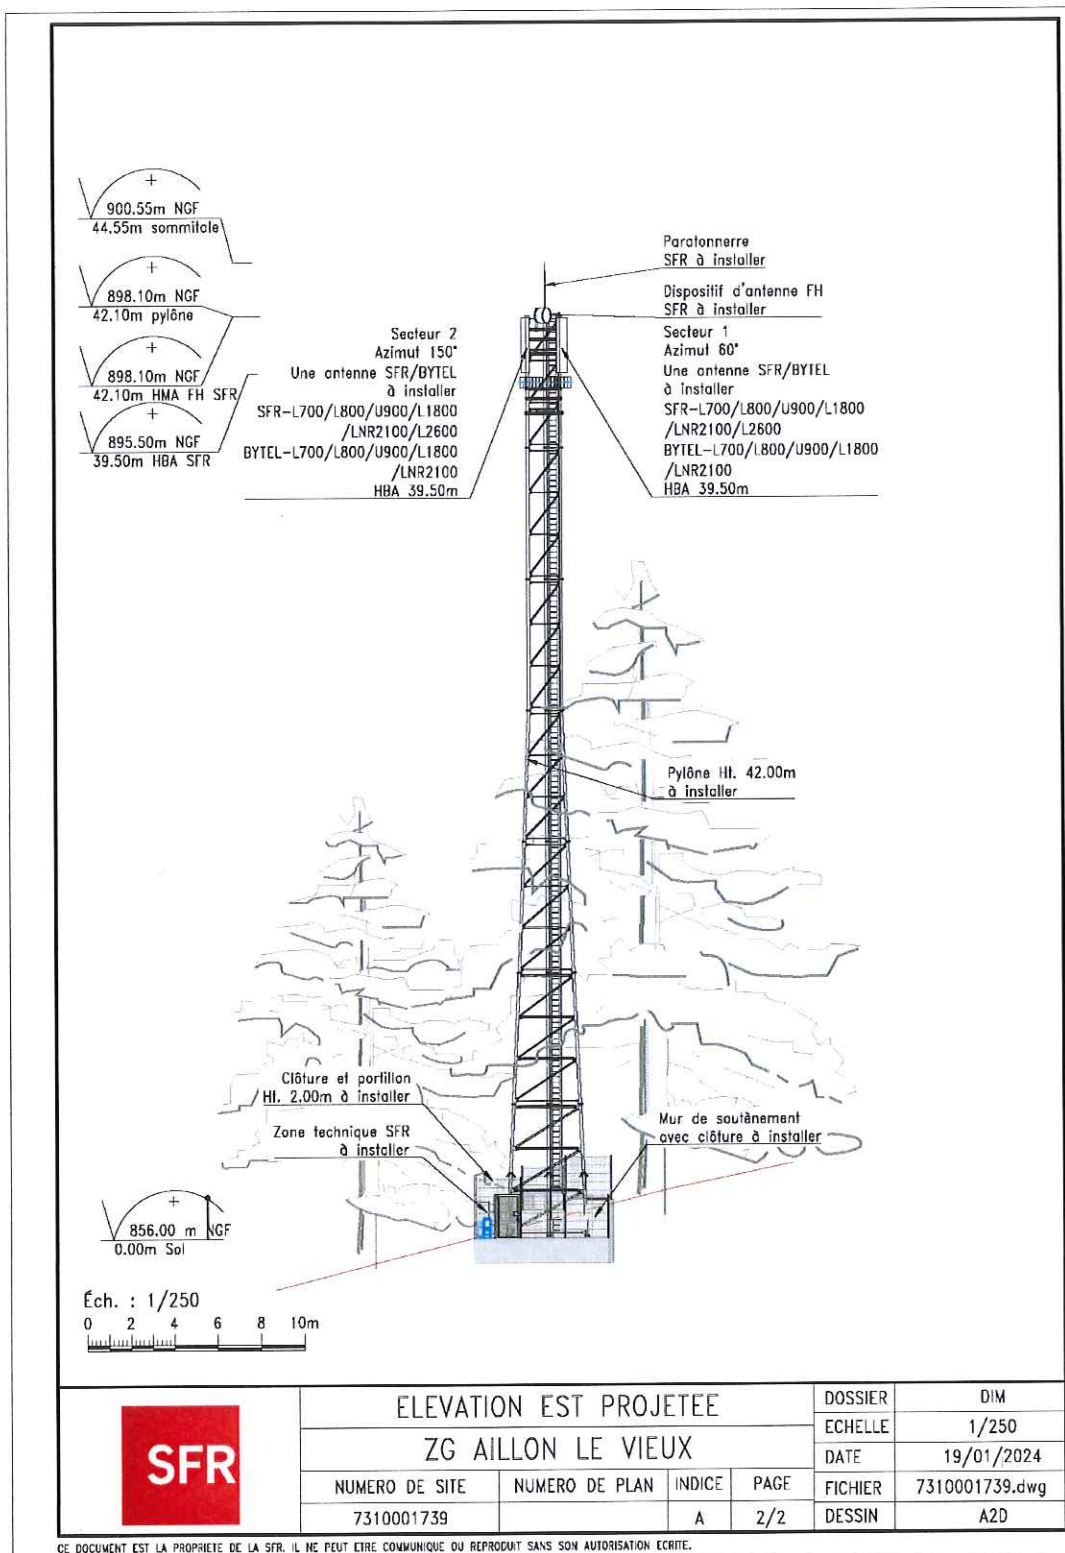 900.55m NGF
44.55m sommitale
898.10m NGF
42.10m pylône
898.10m NGF
42.10m HMA FH SFR
895.50m NGF
39.50m HBA SFR
Paratonnerre
SFR à installer
Dispositif d'antenne FH
SFR à installer
Secteur 2
Azimut 150°
Une antenne SFR/BYTEL
à installer
SFR-L700/L800/U900/L1800
/LNR2100/L2600
BYTEL-L700/L800/U900/L1800
/LNR2100
HBA 39.50m
Secteur 1
Azimut 60°
Une antenne SFR/BYTEL
à installer
SFR-L700/L800/U900/L1800
/LNR2100/L2600
BYTEL-L700/L800/U900/L1800
/LNR2100
HBA 39.50m
Pylône Ht. 42.00m
à installer
Clôture et portillon
Ht. 2.00m à installer
Zone technique SFR
à installer
Mur de soutènement
avec clôture à installer
856.00 m NGF
0.00m Sol
Éch. : 1/250
0 2 4 6 8 10m
SFR
ELEVATION EST PROJETEE
ZG AILLON LE VIEUX
NUMERO DE SITE NUMERO DE PLAN INDICE PAGE
7310001739 A 2/2
DOSSIER DIM
ECHELLE 1/250
DATE 19/01/2024
FICHIER 7310001739.dwg
DESSIN A2D
CE DOCUMENT EST LA PROPRIETE DE LA SFR. IL NE PEUT ETRE COMMUNIQUE OU REPRODUIT SANS SON AUTORISATION ECRITE.